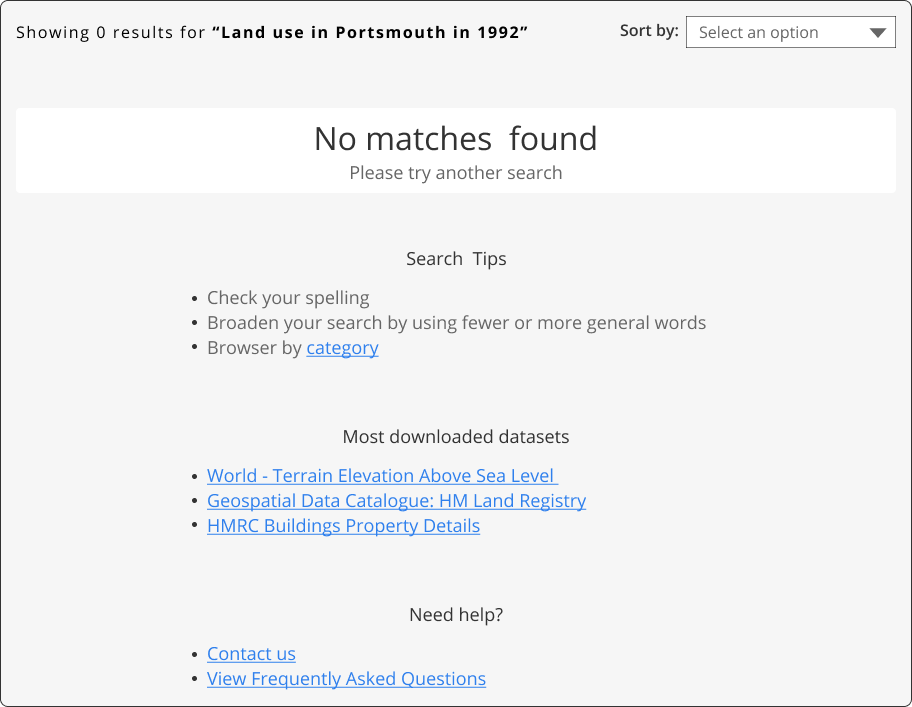 Showing 0 results for “Land use in Portsmouth in 1992”
Sort by: Select an option
No matches found
Please try another search
Search Tips
• Check your spelling
• Broaden your search by using fewer or more general words
• Browser by category
Most downloaded datasets
• World - Terrain Elevation Above Sea Level
• Geospatial Data Catalogue: HM Land Registry
• HMRC Buildings Property Details
Need help?
• Contact us
• View Frequently Asked Questions